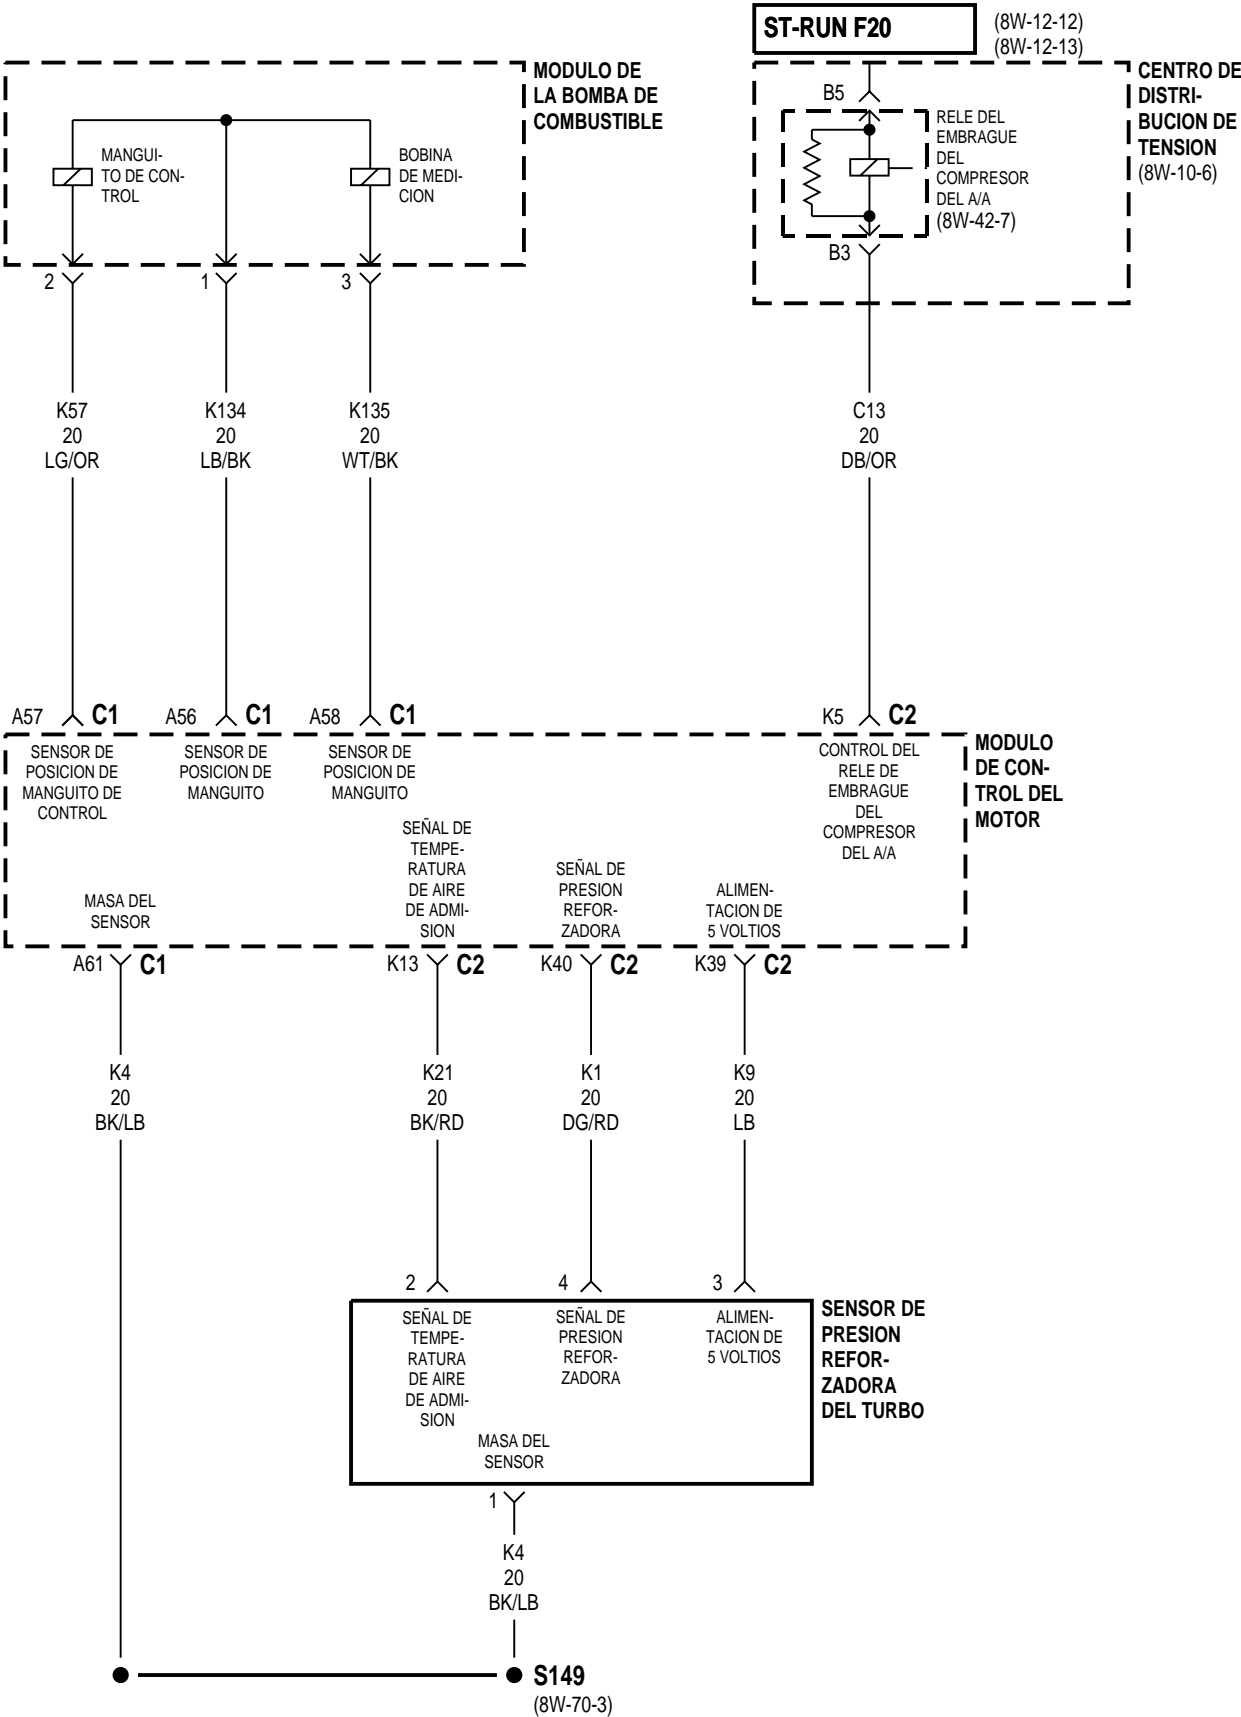 ST-RUN F20
(8W-12-12)
(8W-12-13)
MODULO DE
LA BOMBA DE
COMBUSTIBLE
CENTRO DE
DISTRI-
BUCION DE
TENSION
(8W-10-6)
B5
RELE DEL
EMBRAGUE
DEL
COMPRESOR
DEL A/A
(8W-42-7)
B3
MANGUI-
TO DE CON-
TROL
BOBINA
DE MEDI-
CION
2
1
3
K57
20
LG/OR
K134
20
LB/BK
K135
20
WT/BK
C13
20
DB/OR
A57 C1
A56 C1
A58 C1
K5 C2
SENSOR DE
POSICION DE
MANGUITO DE
CONTROL
SENSOR DE
POSICION DE
MANGUITO
SENSOR DE
POSICION DE
MANGUITO
CONTROL DEL
RELE DE
EMBRAGUE
DEL
COMPRESOR
DEL A/A
MODULO
DE CON-
TROL DEL
MOTOR
MASA DEL
SENSOR
SEÑAL DE
TEMPE-
RATURA
DE AIRE
DE ADMI-
SION
SEÑAL DE
PRESION
REFOR-
ZADORA
ALIMEN-
TACION DE
5 VOLTIOS
A61 C1
K13 C2
K40 C2
K39 C2
K4
20
BK/LB
K21
20
BK/RD
K1
20
DG/RD
K9
20
LB
2
4
3
SEÑAL DE
TEMPE-
RATURA
DE AIRE
DE ADMI-
SION
SEÑAL DE
PRESION
REFOR-
ZADORA
ALIMEN-
TACION DE
5 VOLTIOS
SENSOR DE
PRESION
REFOR-
ZADORA
DEL TURBO
MASA DEL
SENSOR
1
K4
20
BK/LB
S149
(8W-70-3)